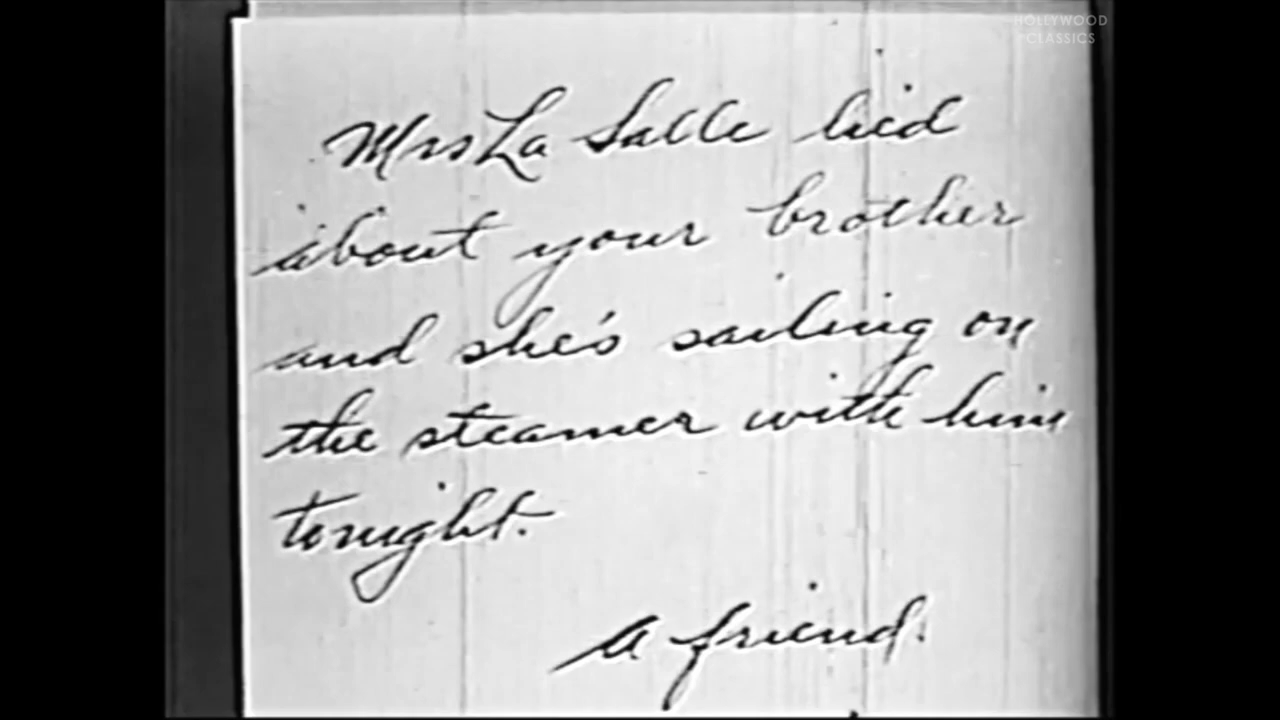 HOLLYWOOD
CLASSICS
Mrs La Salle lied
about your brother
and she's sailing on
the steamer with him
tonight.
A friend.